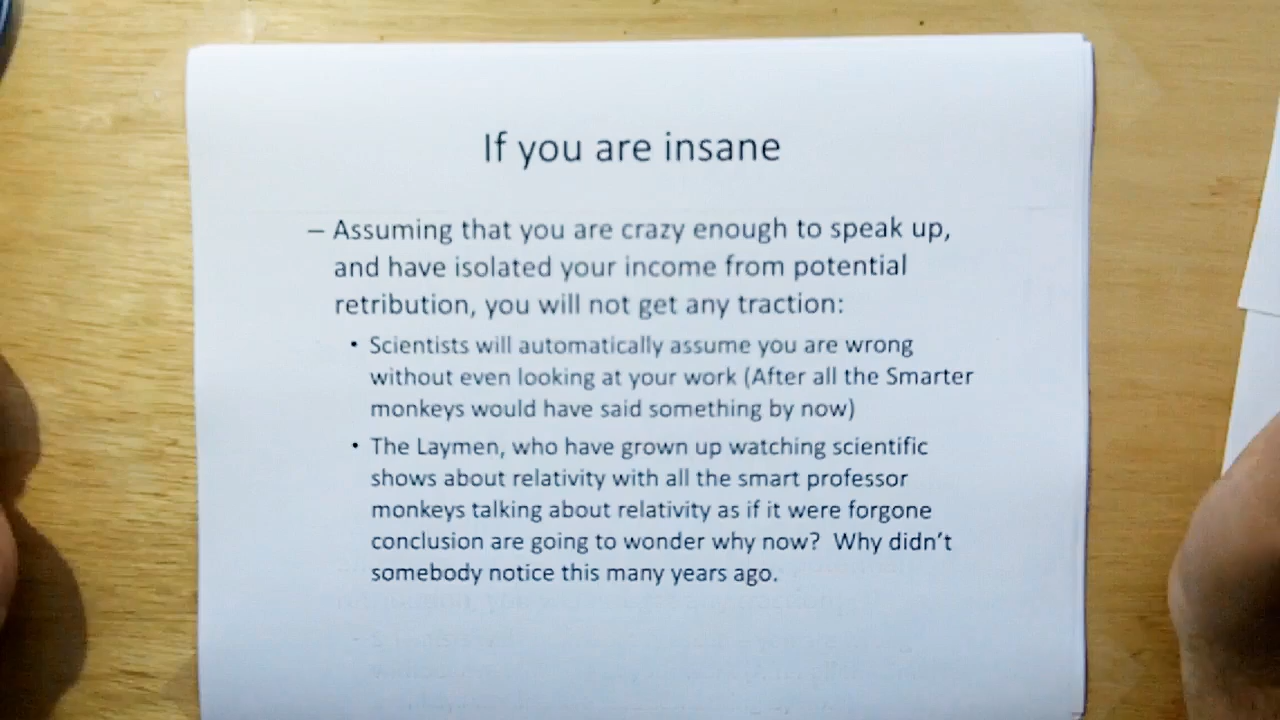 If you are insane
– Assuming that you are crazy enough to speak up,
and have isolated your income from potential
retribution, you will not get any traction:
• Scientists will automatically assume you are wrong
without even looking at your work (After all the Smarter
monkeys would have said something by now)
• The Laymen, who have grown up watching scientific
shows about relativity with all the smart professor
monkeys talking about relativity as if it were forgone
conclusion are going to wonder why now? Why didn't
somebody notice this many years ago.